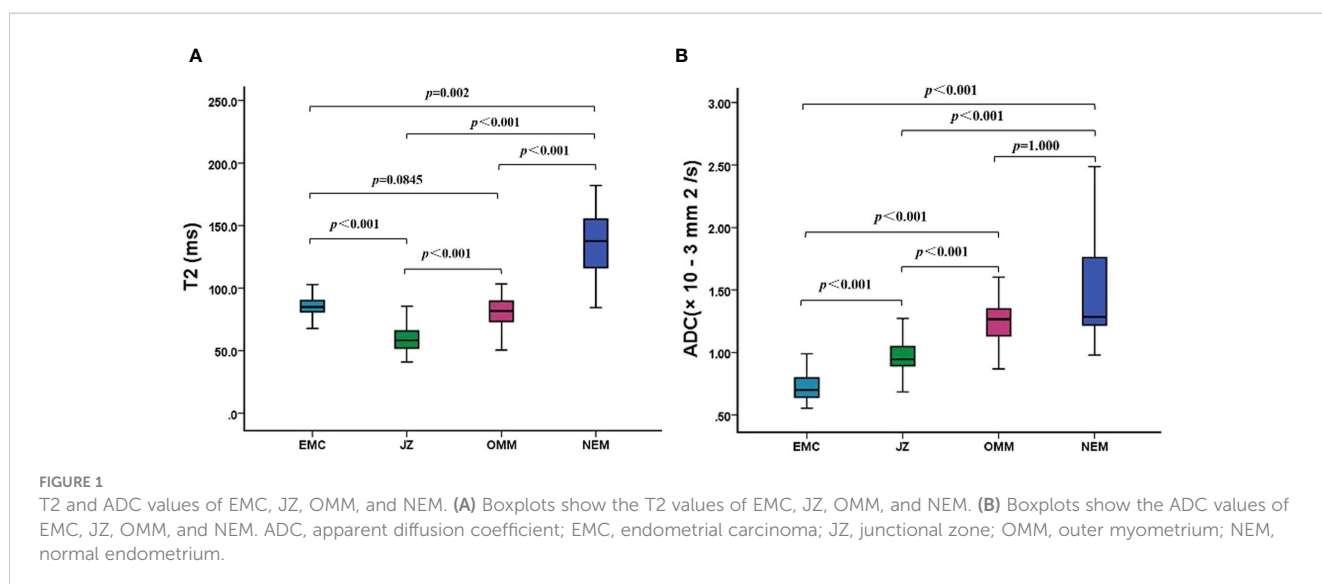 A
250.0
200.0
150.0
100.0
50.0
.0
T2 (ms)
p=0.002
p<0.001
p<0.001
p=0.0845
p<0.001
p<0.001
EMC JZ OMM NEM
B
3.00
2.50
2.00
1.50
1.00
.50
ADC(× 10 - 3 mm 2 /s)
p<0.001
p<0.001
p=1.000
p<0.001
p<0.001
p<0.001
EMC JZ OMM NEM
FIGURE 1
T2 and ADC values of EMC, JZ, OMM, and NEM. (A) Boxplots show the T2 values of EMC, JZ, OMM, and NEM. (B) Boxplots show the ADC values of
EMC, JZ, OMM, and NEM. ADC, apparent diffusion coefficient; EMC, endometrial carcinoma; JZ, junctional zone; OMM, outer myometrium; NEM,
normal endometrium.